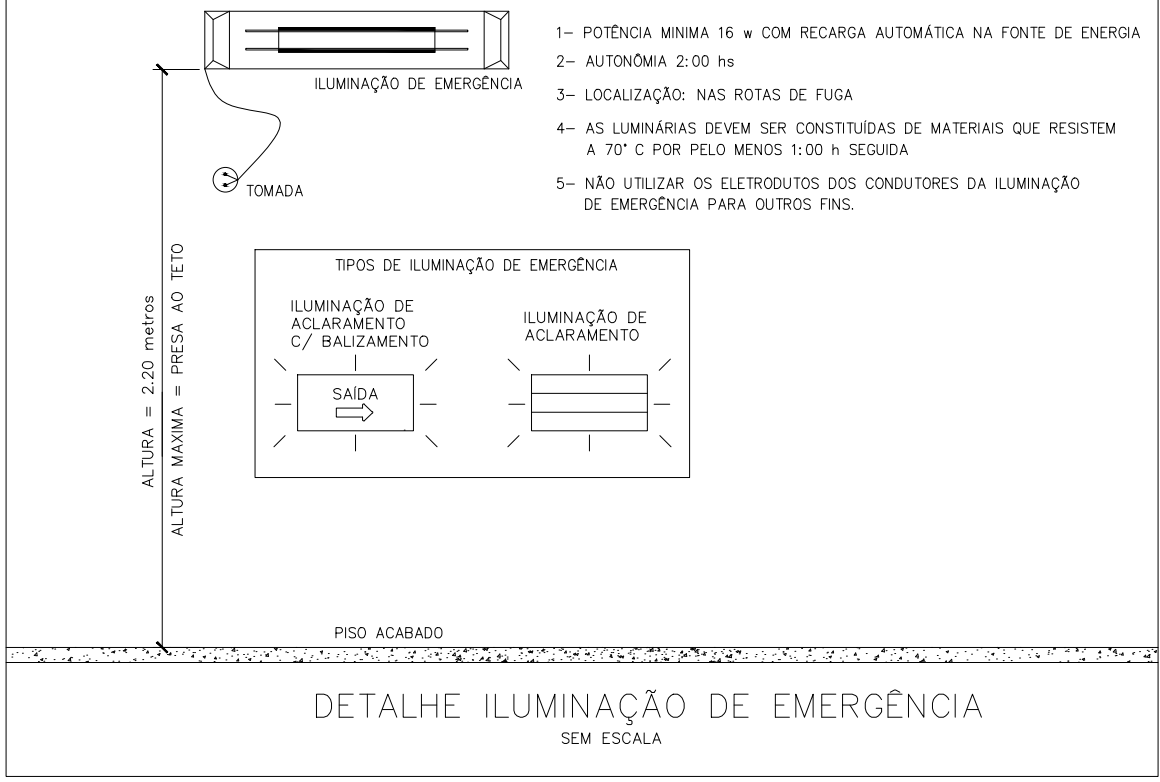 1- POTÊNCIA MINIMA 16 w COM RECARGA AUTOMÁTICA NA FONTE DE ENERGIA
2- AUTONÔMIA 2:00 hs
3- LOCALIZAÇÃO: NAS ROTAS DE FUGA
4- AS LUMINÁRIAS DEVEM SER CONSTITUÍDAS DE MATERIAIS QUE RESISTEM
A 70° C POR PELO MENOS 1:00 h SEGUIDA
5- NÃO UTILIZAR OS ELETRODUTOS DOS CONDUTORES DA ILUMINAÇÃO
DE EMERGÊNCIA PARA OUTROS FINS.
ILUMINAÇÃO DE EMERGÊNCIA
TOMADA
ALTURA = 2.20 metros
ALTURA MAXIMA = PRESA AO TETO
TIPOS DE ILUMINAÇÃO DE EMERGÊNCIA
ILUMINAÇÃO DE
ACLARAMENTO
C/ BALIZAMENTO
SAÍDA
ILUMINAÇÃO DE
ACLARAMENTO
PISO ACABADO
DETALHE ILUMINAÇÃO DE EMERGÊNCIA
SEM ESCALA